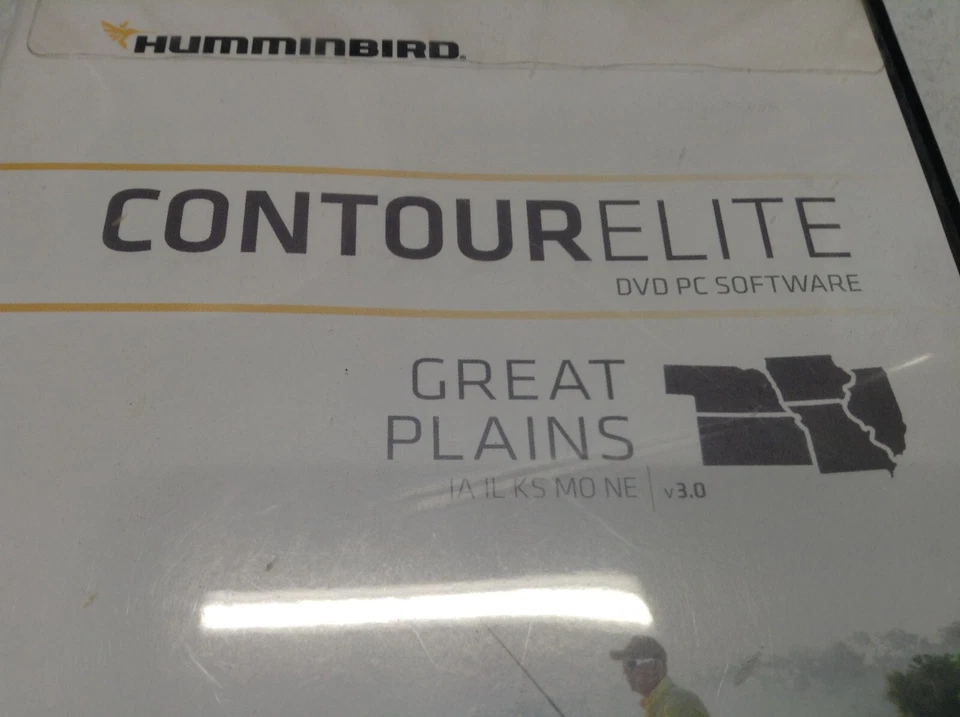 HUMMINBIRD.
CONTOURELITE
DVD PC SOFTWARE
GREAT
PLAINS
IA IL KS MO NE | v3.0